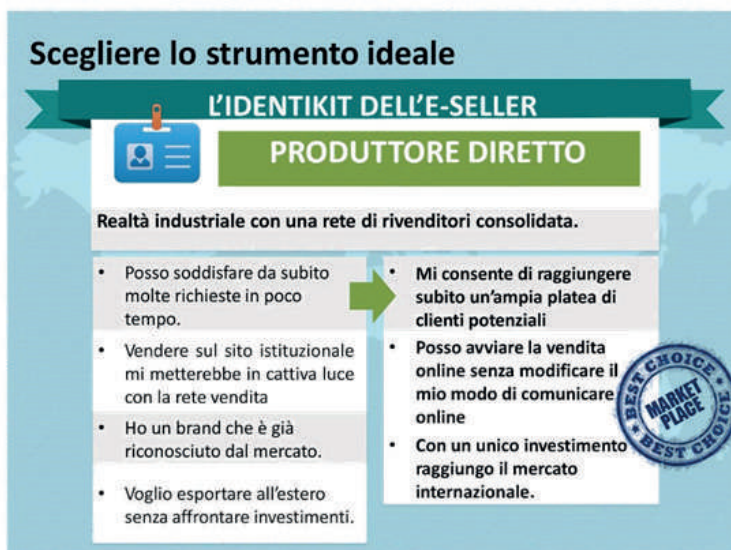 Scegliere lo strumento ideale
L'IDENTIKIT DELL'E-SELLER
PRODUTTORE DIRETTO
Realtà industriale con una rete di rivenditori consolidata.
• Posso soddisfare da subito
molte richieste in poco
tempo.
• Vendere sul sito istituzionale
mi metterebbe in cattiva luce
con la rete vendita
• Ho un brand che è già
riconosciuto dal mercato.
• Voglio esportare all'estero
senza affrontare investimenti.
• Mi consente di raggiungere
subito un'ampia platea di
clienti potenziali
• Posso avviare la vendita
online senza modificare il
mio modo di comunicare
online
• Con un unico investimento
raggiungo il mercato
internazionale.
BEST CHOICE
MARKET
PLACE
BEST CHOICE